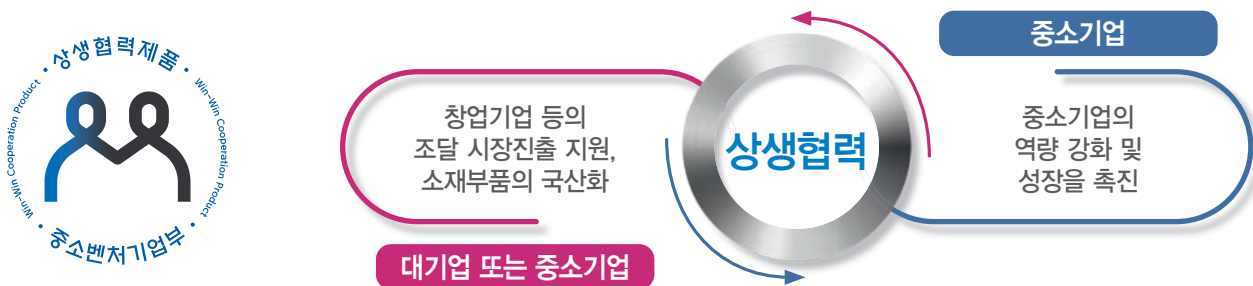 · 상생협력제품 ·
Win-Win Cooperation Product
Win-Win Cooperation Product
· 중소벤처기업부 ·
창업기업 등의
조달 시장진출 지원,
소재부품의 국산화
대기업 또는 중소기업
상생협력
중소기업
중소기업의
역량 강화 및
성장을 촉진